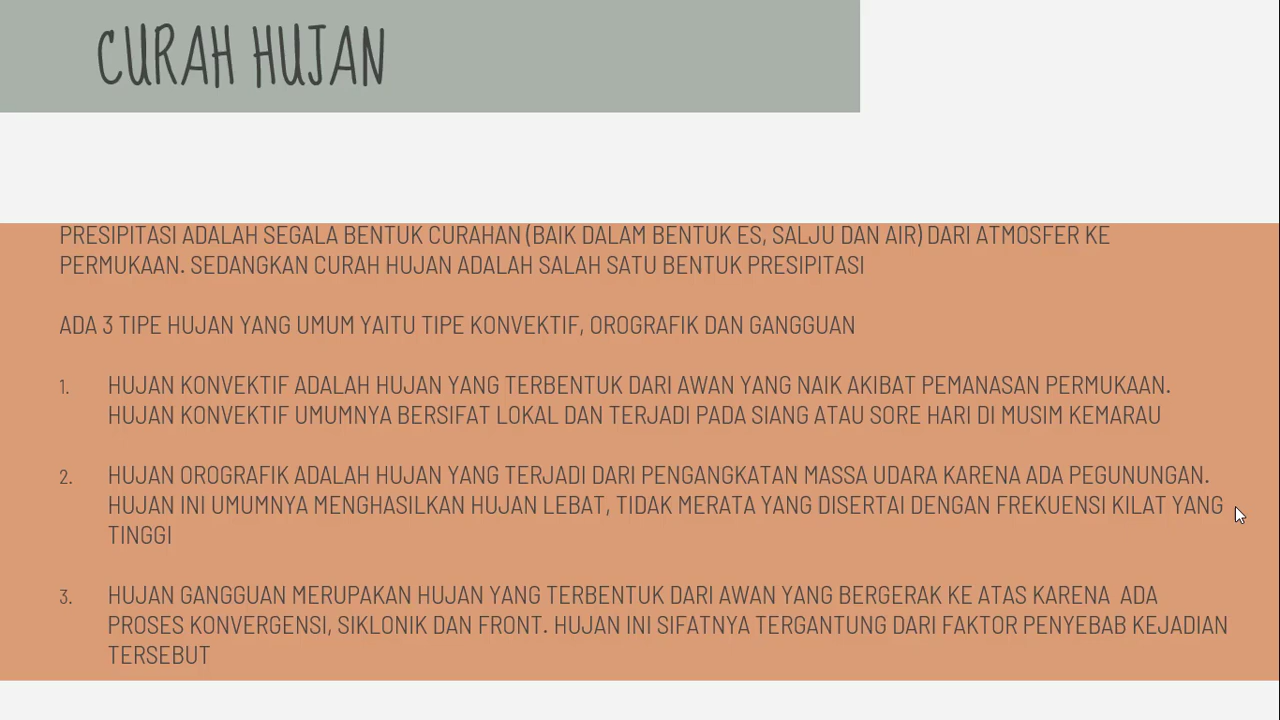 CURAH HUJAN
PRESIPITASI ADALAH SEGALA BENTUK CURAHAN (BAIK DALAM BENTUK ES, SALJU DAN AIR) DARI ATMOSFER KE
PERMUKAAN. SEDANGKAN CURAH HUJAN ADALAH SALAH SATU BENTUK PRESIPITASI
ADA 3 TIPE HUJAN YANG UMUM YAITU TIPE KONVEKTIF, OROGRAFIK DAN GANGGUAN
1. HUJAN KONVEKTIF ADALAH HUJAN YANG TERBENTUK DARI AWAN YANG NAIK AKIBAT PEMANASAN PERMUKAAN.
HUJAN KONVEKTIF UMUMNYA BERSIFAT LOKAL DAN TERJADI PADA SIANG ATAU SORE HARI DI MUSIM KEMARAU
2. HUJAN OROGRAFIK ADALAH HUJAN YANG TERJADI DARI PENGANGKATAN MASSA UDARA KARENA ADA PEGUNUNGAN.
HUJAN INI UMUMNYA MENGHASILKAN HUJAN LEBAT, TIDAK MERATA YANG DISERTAI DENGAN FREKUENSI KILAT YANG
TINGGI
3. HUJAN GANGGUAN MERUPAKAN HUJAN YANG TERBENTUK DARI AWAN YANG BERGERAK KE ATAS KARENA ADA
PROSES KONVERGENSI, SIKLONIK DAN FRONT. HUJAN INI SIFATNYA TERGANTUNG DARI FAKTOR PENYEBAB KEJADIAN
TERSEBUT